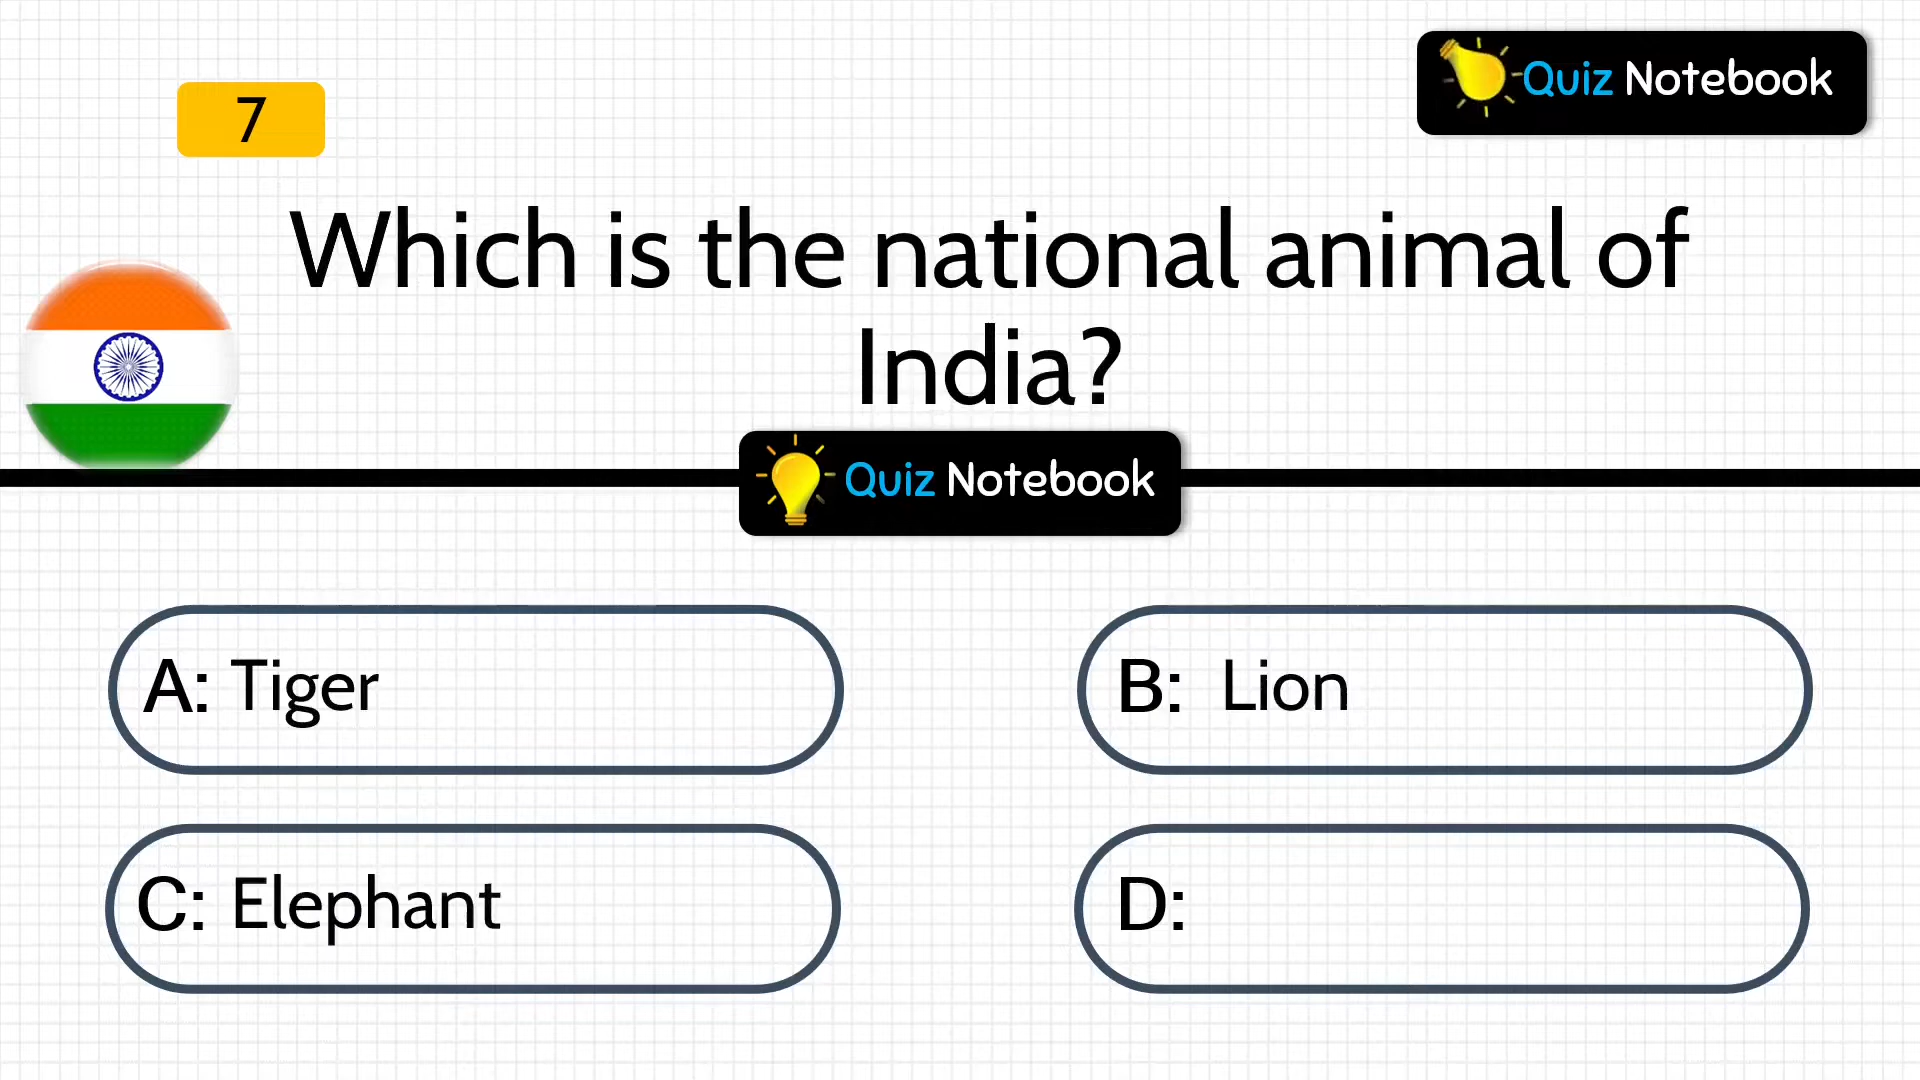 Quiz Notebook
7
Which is the national animal of
India?
Quiz Notebook
A: Tiger
B: Lion
C: Elephant
D: